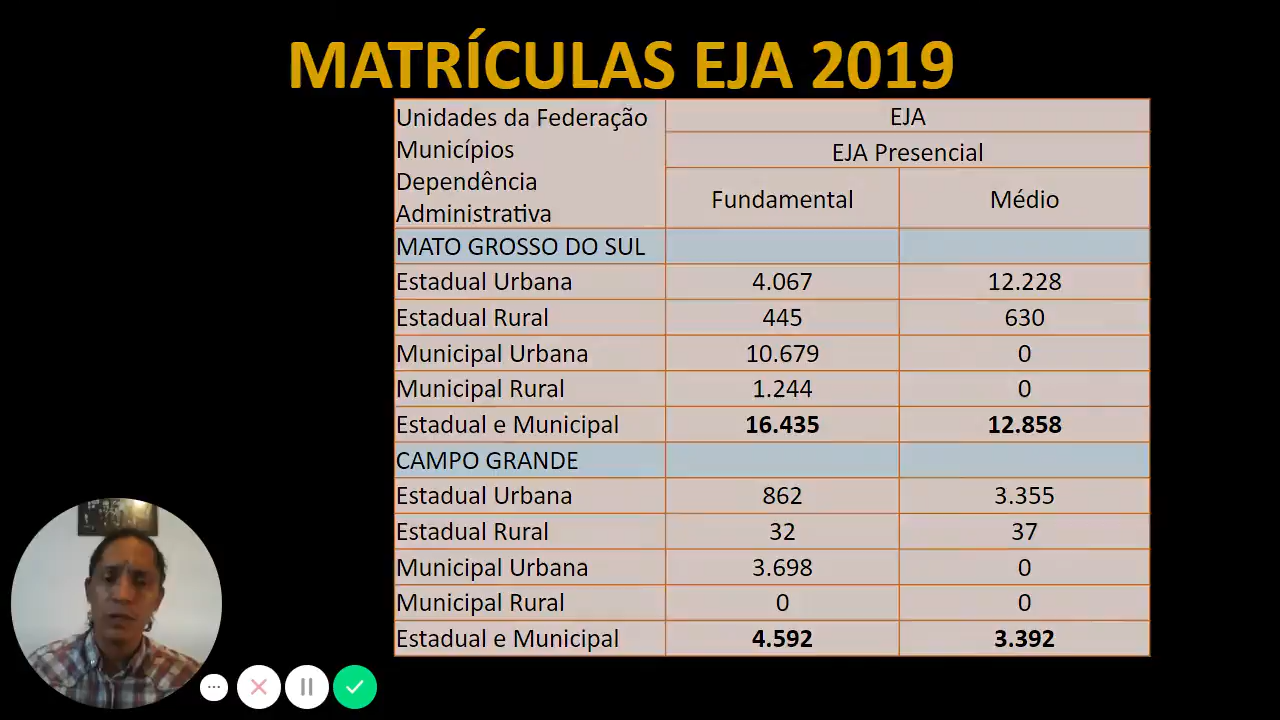 MATRÍCULAS EJA 2019
Unidades da Federação
Municípios
Dependência
Administrativa
EJA
EJA Presencial
Fundamental Médio
MATO GROSSO DO SUL
Estadual Urbana 4.067 12.228
Estadual Rural 445 630
Municipal Urbana 10.679 0
Municipal Rural 1.244 0
Estadual e Municipal 16.435 12.858
CAMPO GRANDE
Estadual Urbana 862 3.355
Estadual Rural 32 37
Municipal Urbana 3.698 0
Municipal Rural 0 0
Estadual e Municipal 4.592 3.392